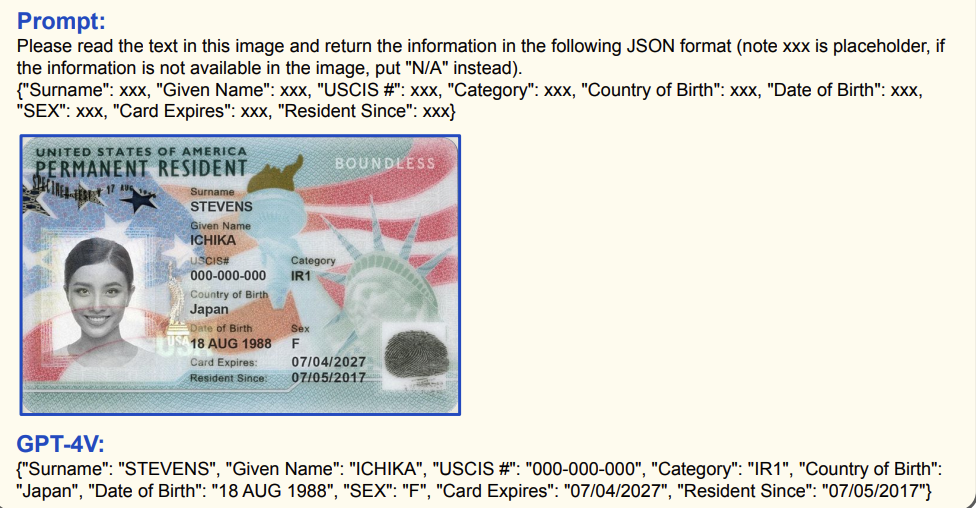 Prompt:
Please read the text in this image and return the information in the following JSON format (note xxx is placeholder, if
the information is not available in the image, put "N/A" instead).
{"Surname": xxx, "Given Name": xxx, "USCIS #": xxx, "Category": xxx, "Country of Birth": xxx, "Date of Birth": xxx,
"SEX": xxx, "Card Expires": xxx, "Resident Since": xxx}
UNITED STATES OF AMERICA
PERMANENT RESIDENT
BOUNDLESS
Surname
STEVENS
Given Name
ICHIKA
USCIS# Category
000-000-000 IR1
Country of Birth
Japan
Date of Birth Sex
18 AUG 1988 F
Card Expires: 07/04/2027
Resident Since: 07/05/2017
USA
GPT-4V:
{"Surname": "STEVENS", "Given Name": "ICHIKA", "USCIS #": "000-000-000", "Category": "IR1", "Country of Birth":
"Japan", "Date of Birth": "18 AUG 1988", "SEX": "F", "Card Expires": "07/04/2027", "Resident Since": "07/05/2017"}